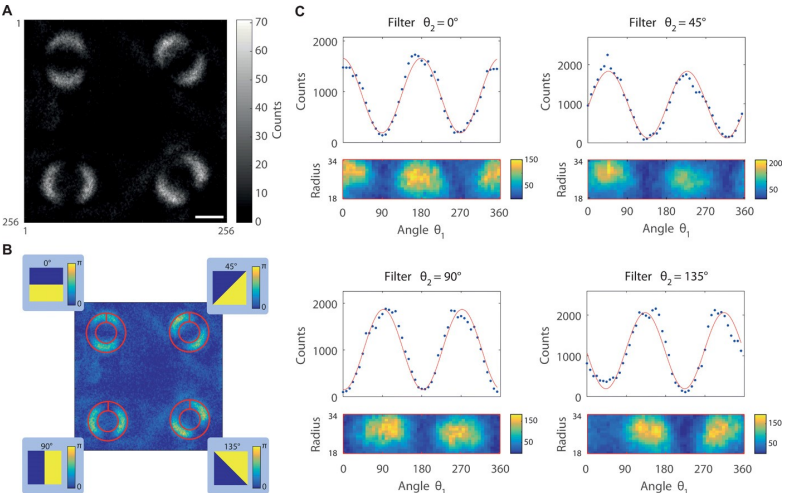 A
1
256
1
256
70
60
50
40
30
20
10
0
Counts
B
0°
π
0
45°
π
0
90°
π
0
135°
π
0
C
Filter θ2=0°
2000
1000
0
Counts
34
18
Radius
0 90 180 270 360
Angle θ1
150
50
Filter θ2=45°
2000
1000
0
Counts
34
18
Radius
0 90 180 270 360
Angle θ1
200
100
Filter θ2=90°
2000
1000
0
Counts
34
18
Radius
0 90 180 270 360
Angle θ1
150
50
Filter θ2=135°
2000
1000
0
Counts
34
18
Radius
0 90 180 270 360
Angle θ1
150
50